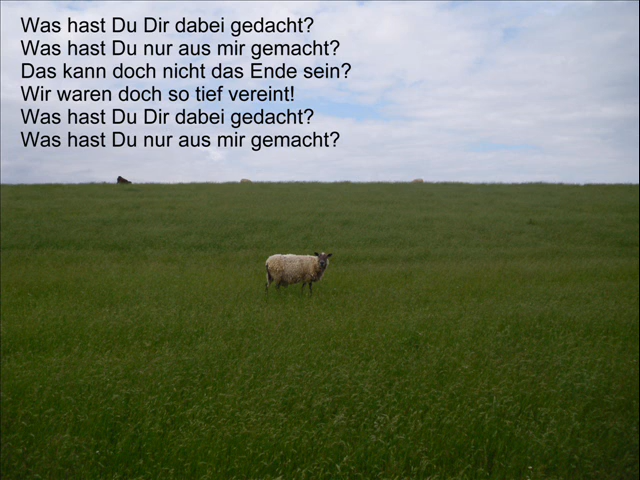 Was hast Du Dir dabei gedacht?
Was hast Du nur aus mir gemacht?
Das kann doch nicht das Ende sein?
Wir waren doch so tief vereint!
Was hast Du Dir dabei gedacht?
Was hast Du nur aus mir gemacht?